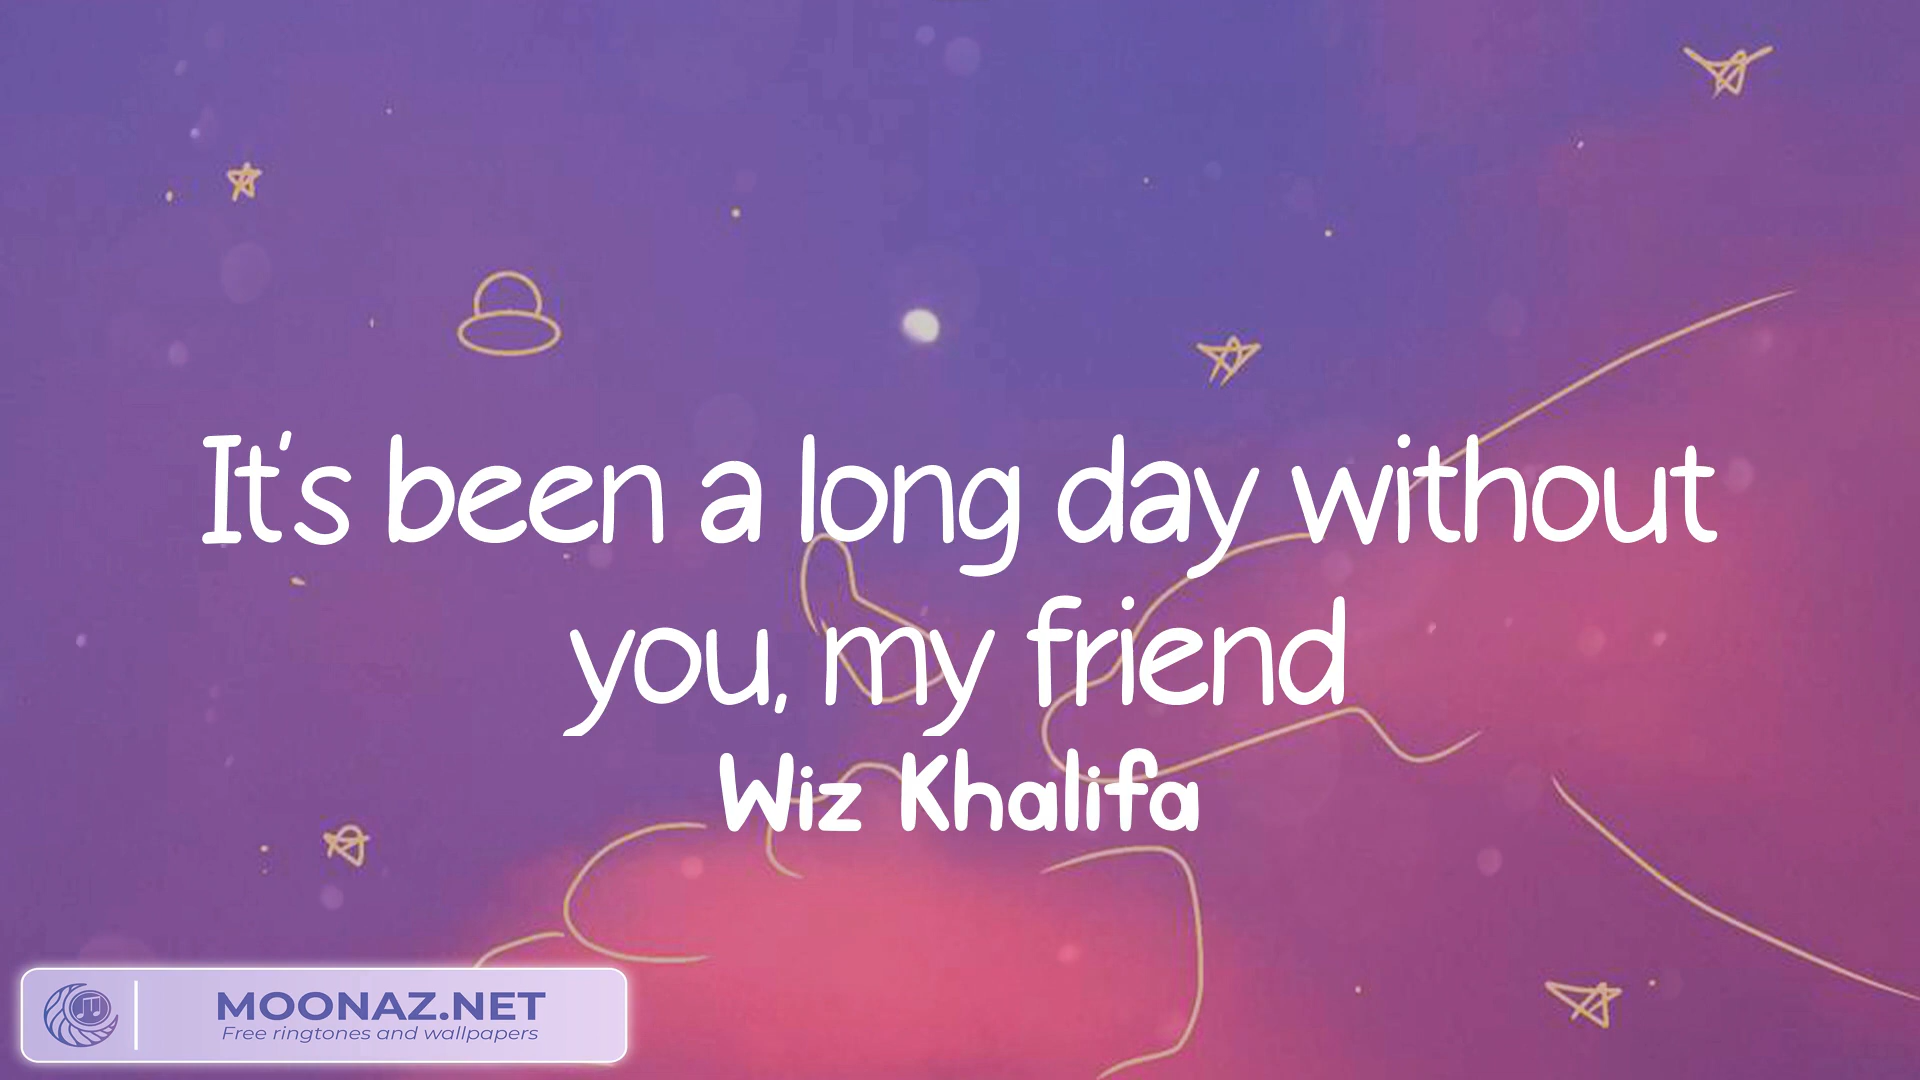 It's been a long day without
you, my friend
Wiz Khalifa
MOONAZ.NET
Free ringtones and wallpapers